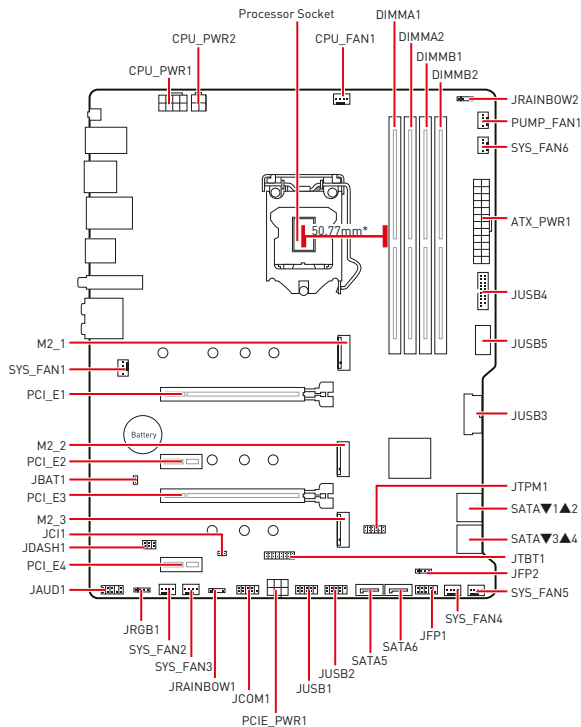 Processor Socket
DIMMA1
CPU_PWR2
CPU_FAN1
DIMMA2
CPU_PWR1
DIMMB1
DIMMB2
JRAINBOW2
PUMP_FAN1
SYS_FAN6
50.77mm*
ATX_PWR1
JUSB4
M2_1
JUSB5
SYS_FAN1
PCI_E1
JUSB3
Battery
M2_2
PCI_E2
JBAT1
JTPM1
PCI_E3
SATA▼1▲2
M2_3
JCI1
SATA▼3▲4
JDASH1
JTBT1
PCI_E4
JFP2
JAUD1
SYS_FAN5
JRGB1
SYS_FAN4
SYS_FAN2
JFP1
SYS_FAN3
SATA6
JRAINBOW1
SATA5
JCOM1
JUSB2
JUSB1
PCIE_PWR1